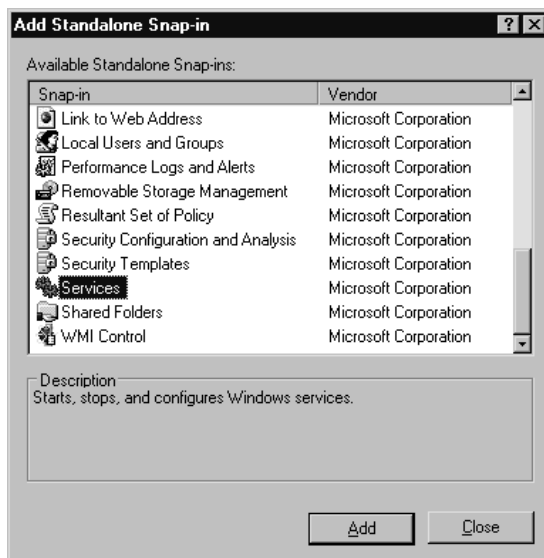 Add Standalone Snap-in
Available Standalone Snap-ins:
Snap-in Vendor
Link to Web Address Microsoft Corporation
Local Users and Groups Microsoft Corporation
Performance Logs and Alerts Microsoft Corporation
Removable Storage Management Microsoft Corporation
Resultant Set of Policy Microsoft Corporation
Security Configuration and Analysis Microsoft Corporation
Security Templates Microsoft Corporation
Services Microsoft Corporation
Shared Folders Microsoft Corporation
WMI Control Microsoft Corporation
Description
Starts, stops, and configures Windows services.
Add Close